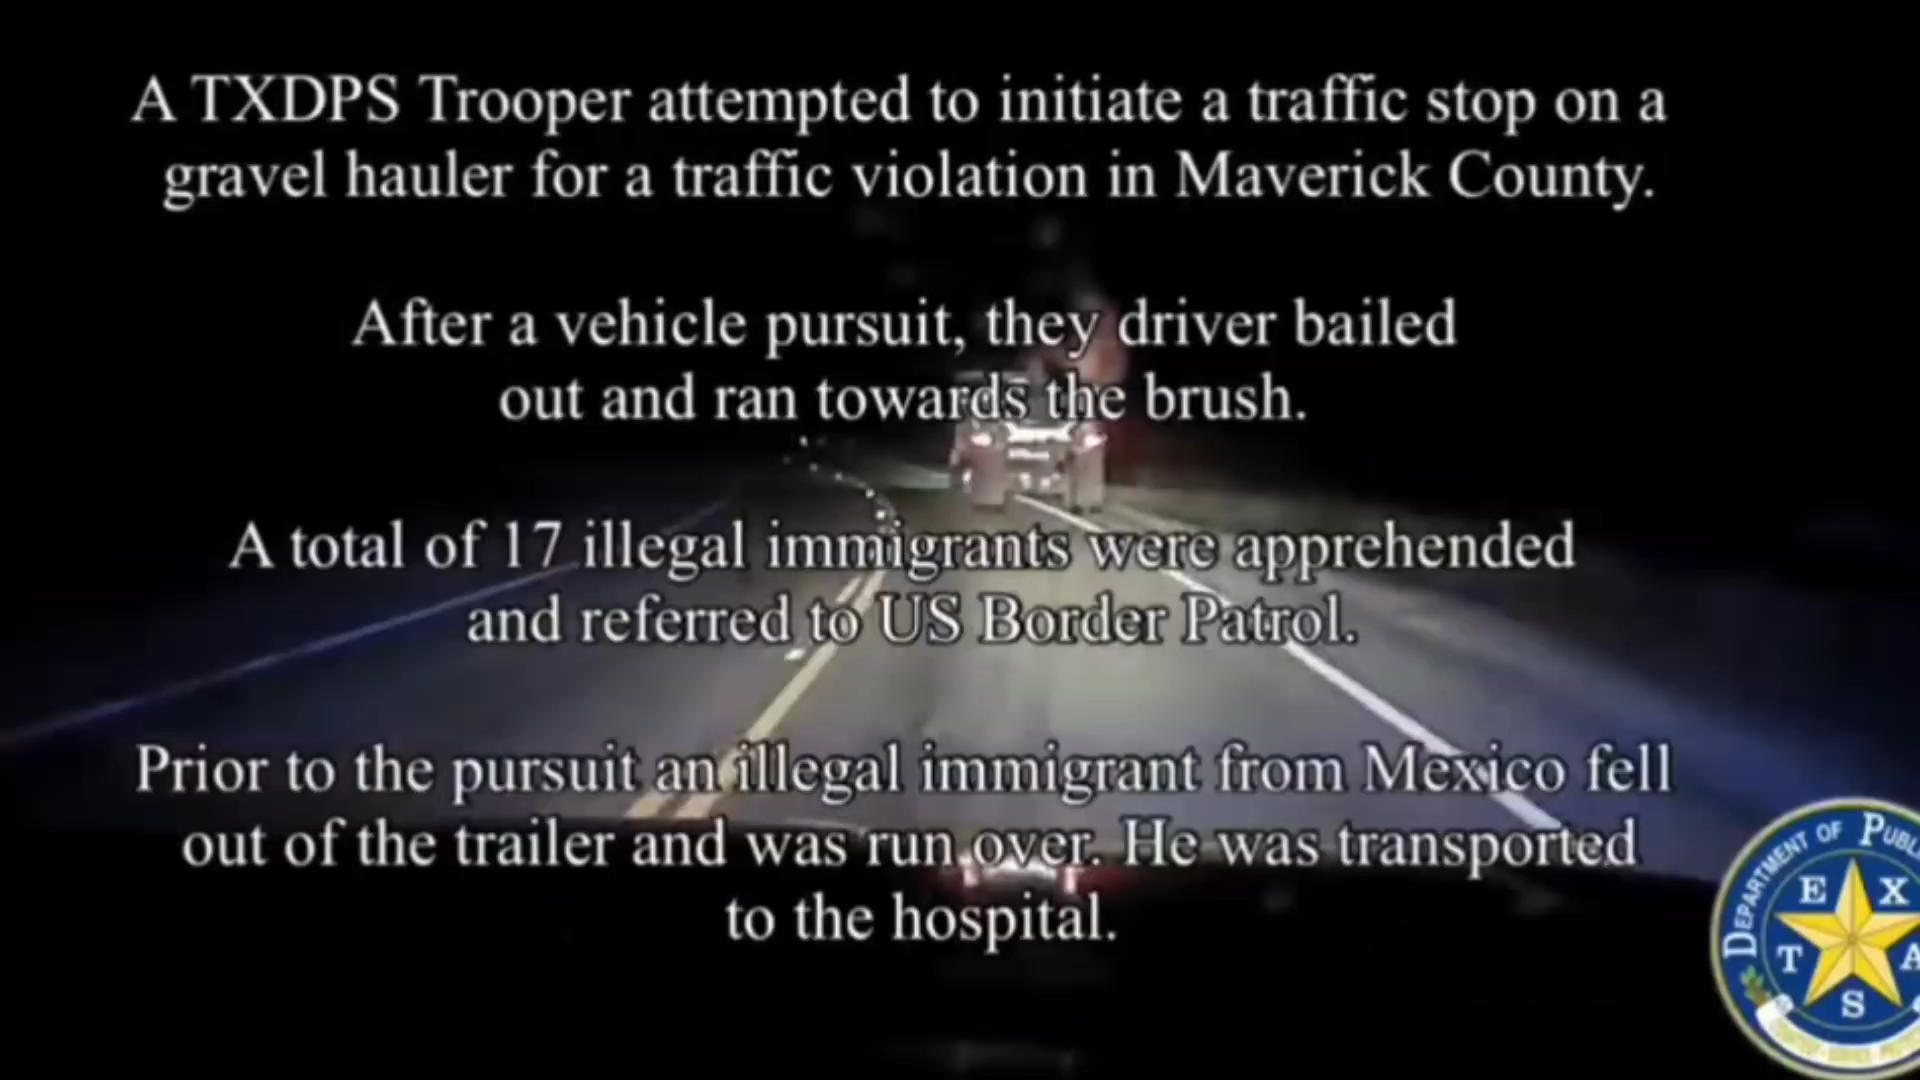 A TXDPS Trooper attempted to initiate a traffic stop on a
gravel hauler for a traffic violation in Maverick County.
After a vehicle pursuit, they driver bailed
out and ran towards the brush.
A total of 17 illegal immigrants were apprehended
and referred to US Border Patrol.
Prior to the pursuit an illegal immigrant from Mexico fell
out of the trailer and was run over. He was transported
to the hospital.
DEPARTMENT OF PUBLI
T E X A S